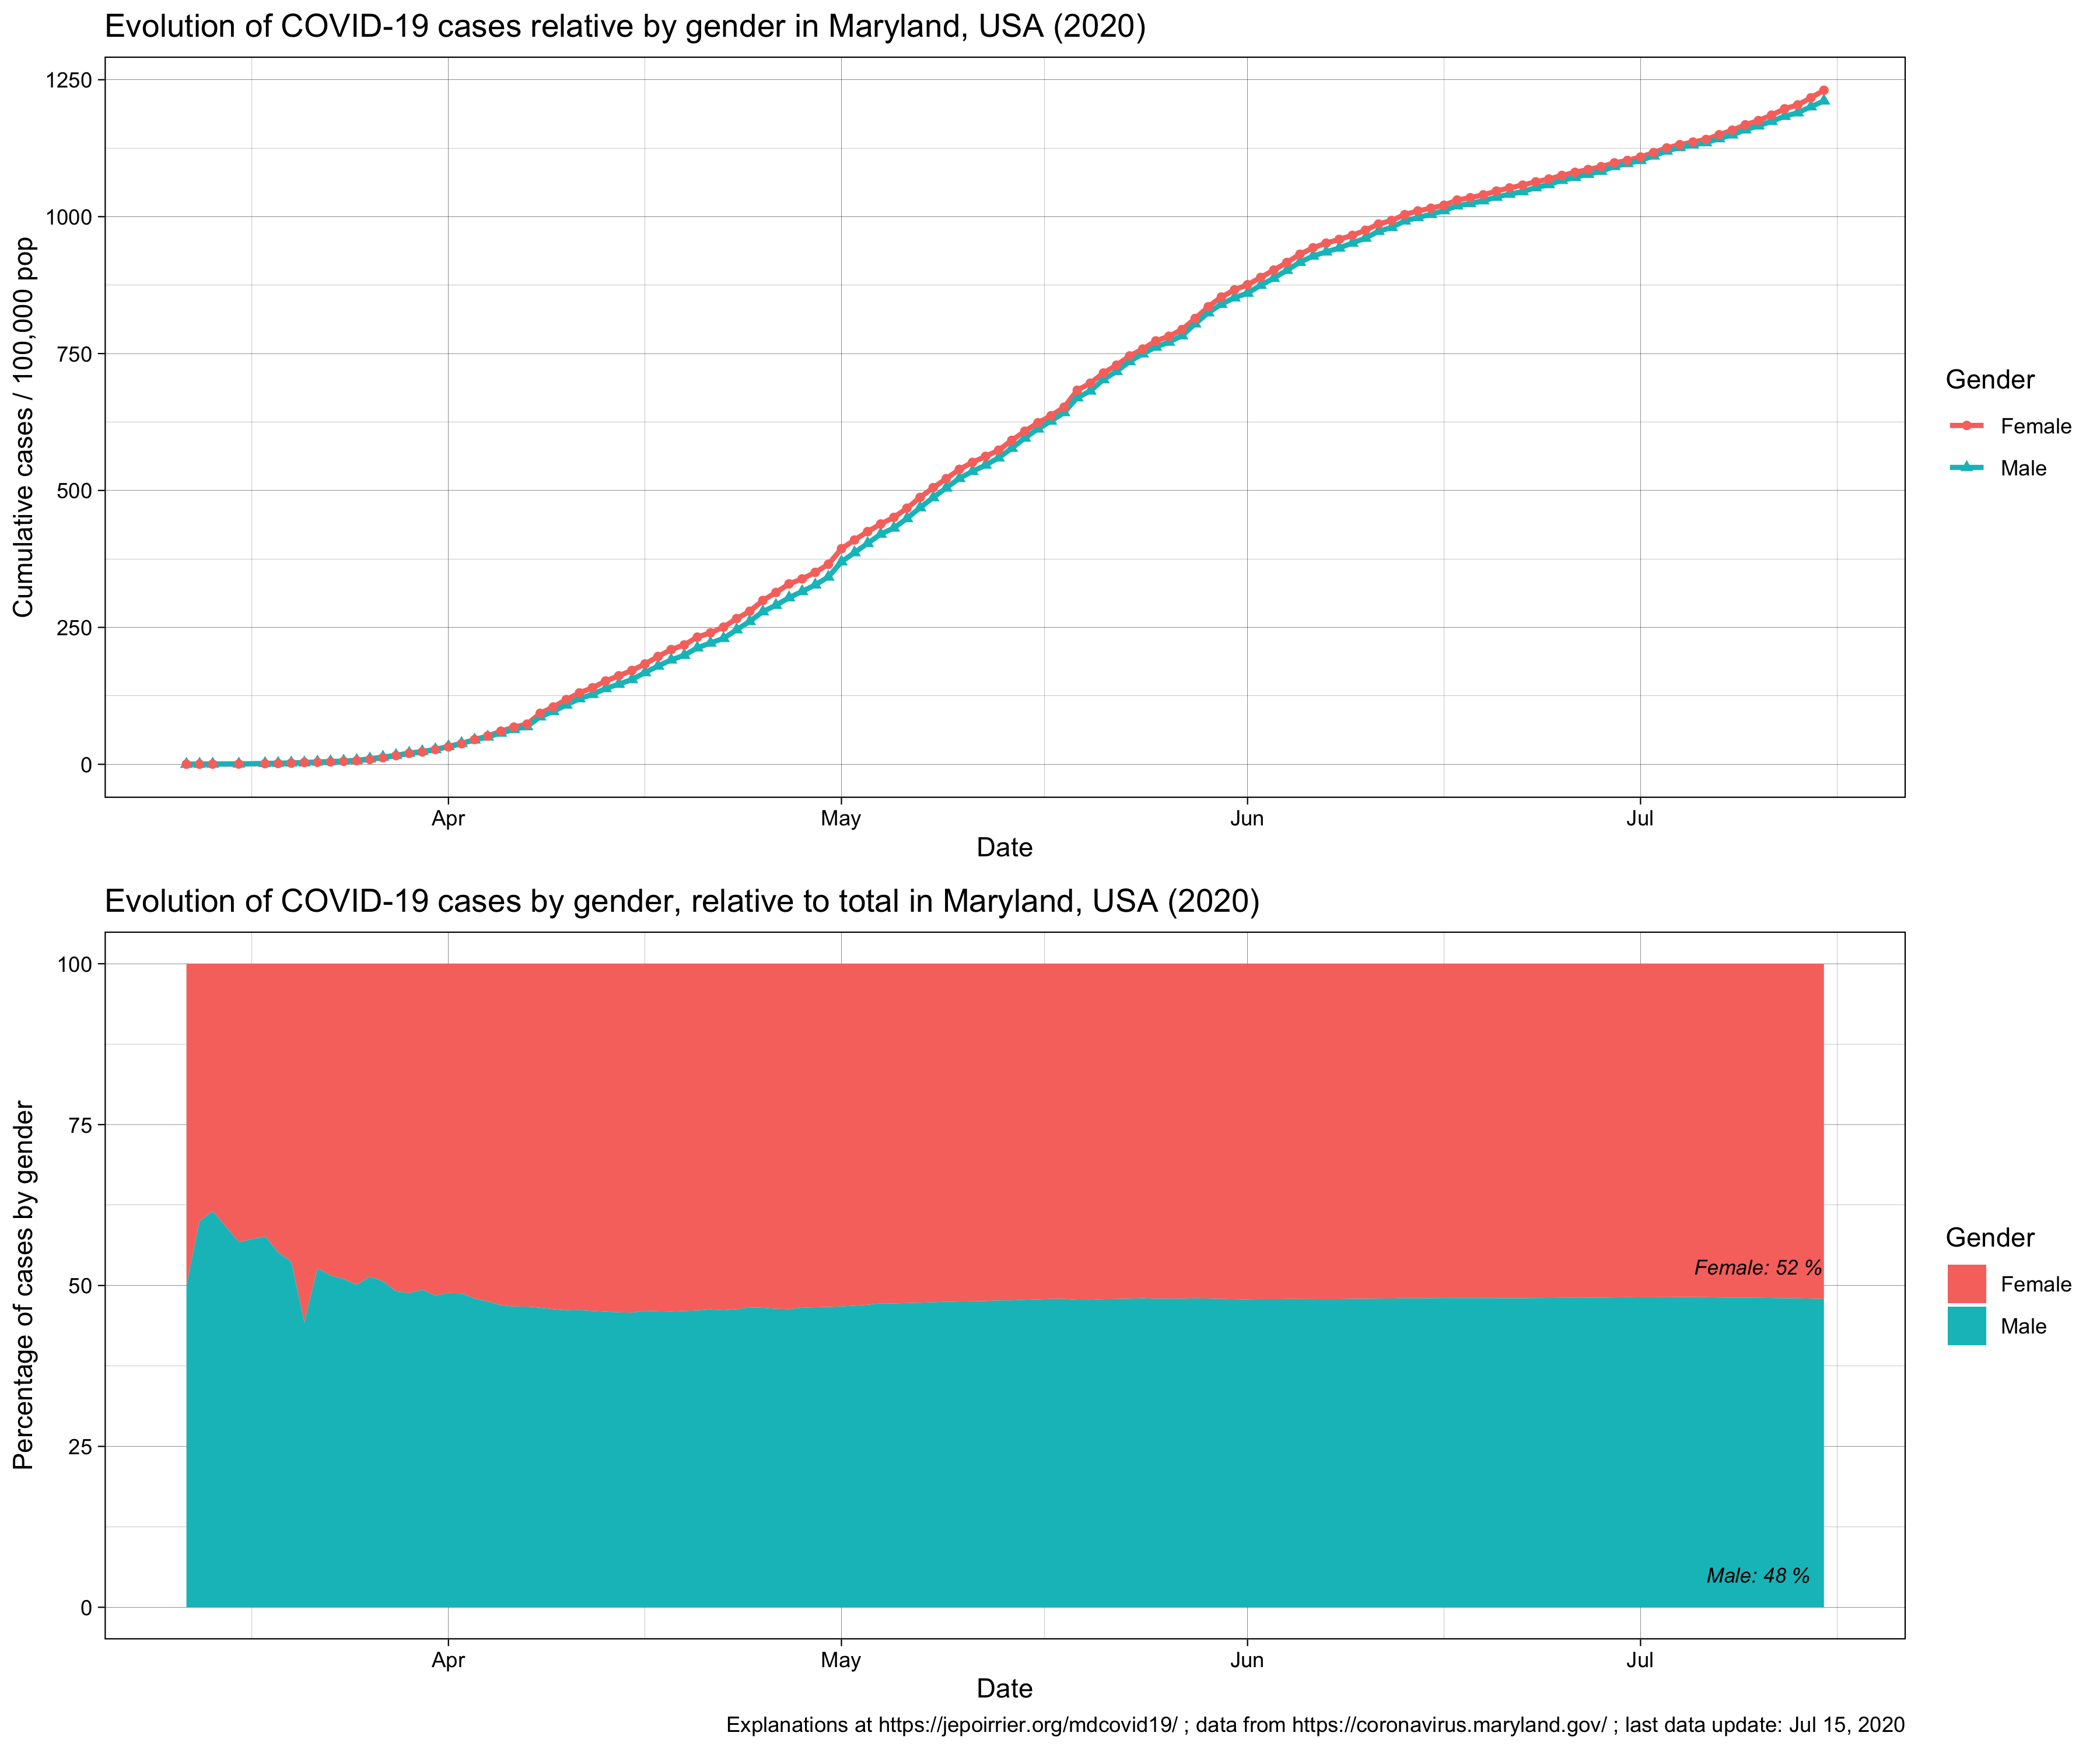 Evolution of COVID-19 cases relative by gender in Maryland, USA (2020)
1250
1000
750
500
250
0
Cumulative cases / 100,000 pop
Apr
May
Jun
Jul
Date
Gender
Female
Male
Evolution of COVID-19 cases by gender, relative to total in Maryland, USA (2020)
100
75
50
25
0
Percentage of cases by gender
Female: 52 %
Male: 48 %
Apr
May
Jun
Jul
Date
Gender
Female
Male
Explanations at https://jepoirrier.org/mdcovid19/ ; data from https://coronavirus.maryland.gov/ ; last data update: Jul 15, 2020